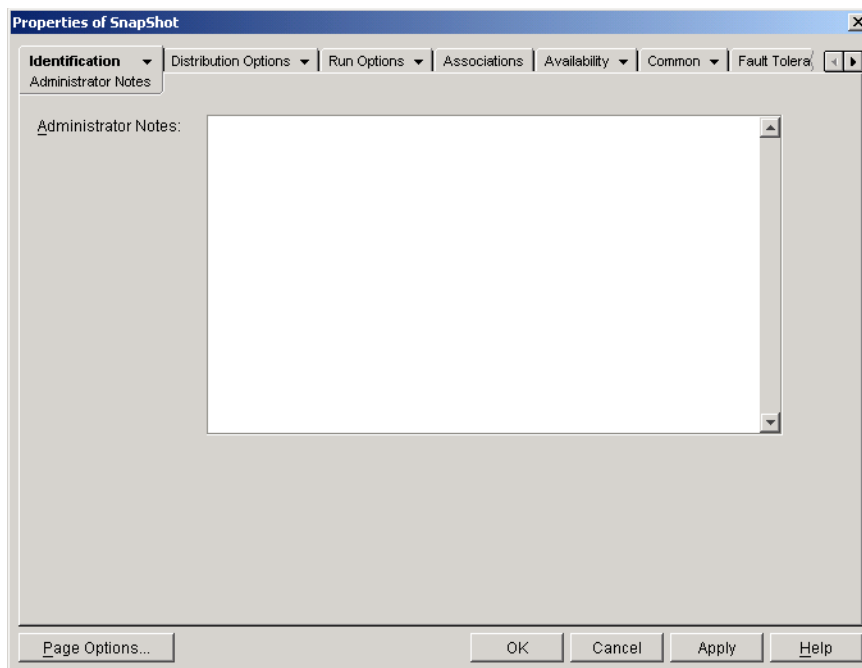 Properties of SnapShot
Identification Distribution Options Run Options Associations Availability Common Fault Tolera
Administrator Notes
Administrator Notes:
Page Options... OK Cancel Apply Help